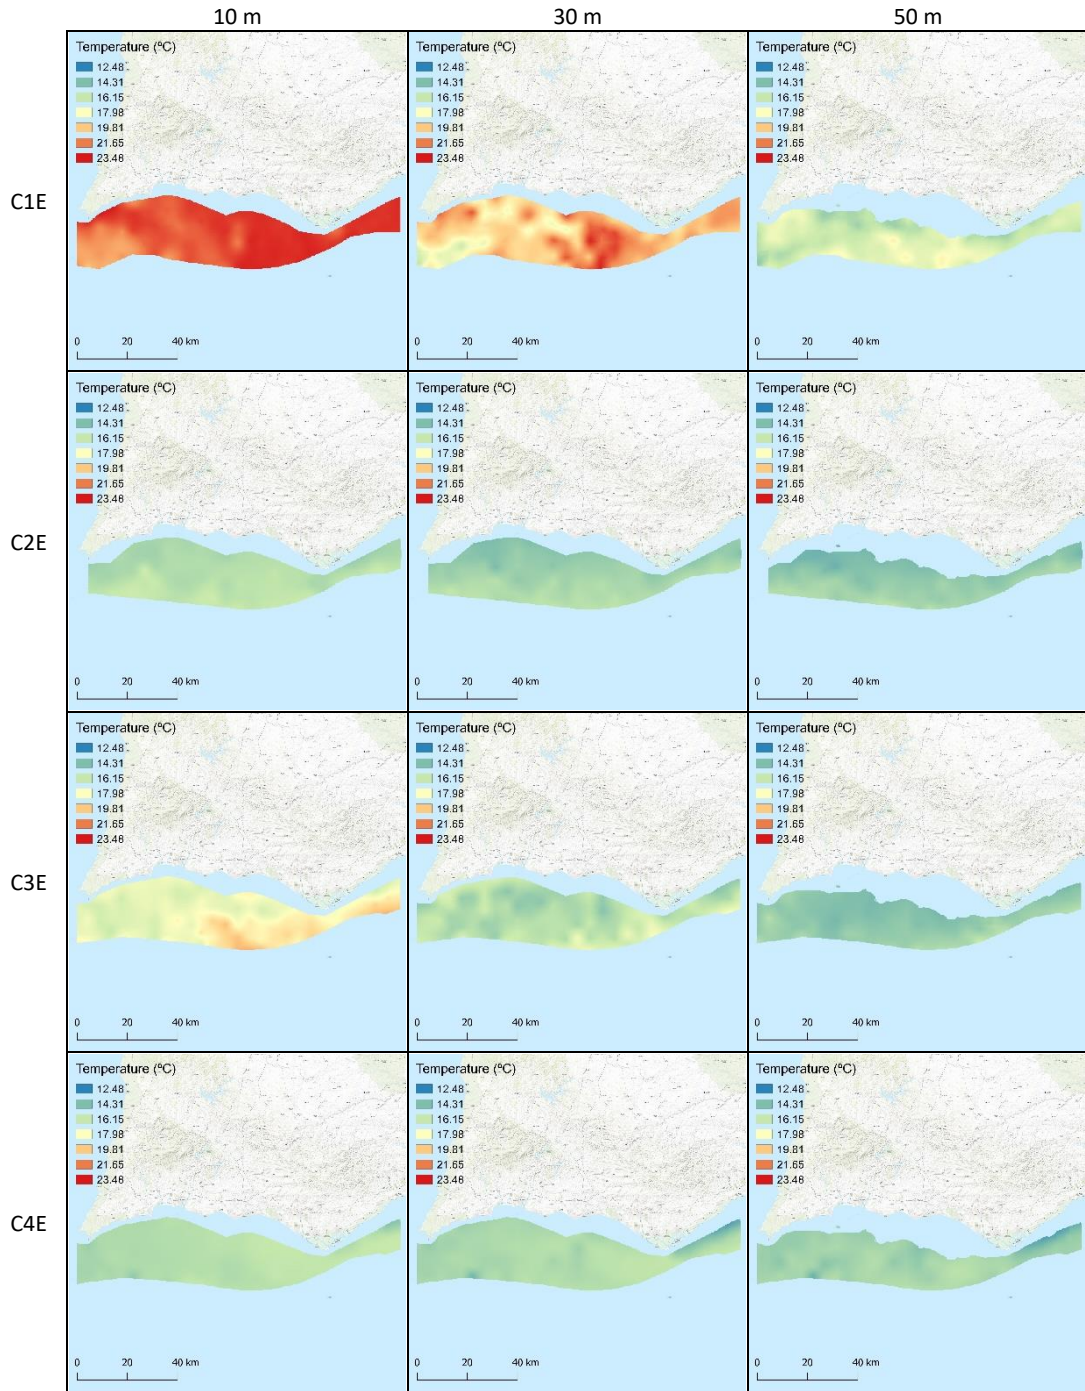 10 m 30 m 50 m
C1E
Temperature (ºC) Temperature (ºC) Temperature (ºC)
12.48 12.48 12.48
14.31 14.31 14.31
16.15 16.15 16.15
17.98 17.98 17.98
19.81 19.81 19.81
21.65 21.65 21.65
23.48 23.48 23.48
0 20 40 km 0 20 40 km 0 20 40 km
C2E
Temperature (ºC) Temperature (ºC) Temperature (ºC)
12.48 12.48 12.48
14.31 14.31 14.31
16.15 16.15 16.15
17.98 17.98 17.98
19.81 19.81 19.81
21.65 21.65 21.65
23.48 23.48 23.48
0 20 40 km 0 20 40 km 0 20 40 km
C3E
Temperature (ºC) Temperature (ºC) Temperature (ºC)
12.48 12.48 12.48
14.31 14.31 14.31
16.15 16.15 16.15
17.98 17.98 17.98
19.81 19.81 19.81
21.65 21.65 21.65
23.48 23.48 23.48
0 20 40 km 0 20 40 km 0 20 40 km
C4E
Temperature (ºC) Temperature (ºC) Temperature (ºC)
12.48 12.48 12.48
14.31 14.31 14.31
16.15 16.15 16.15
17.98 17.98 17.98
19.81 19.81 19.81
21.65 21.65 21.65
23.48 23.48 23.48
0 20 40 km 0 20 40 km 0 20 40 km